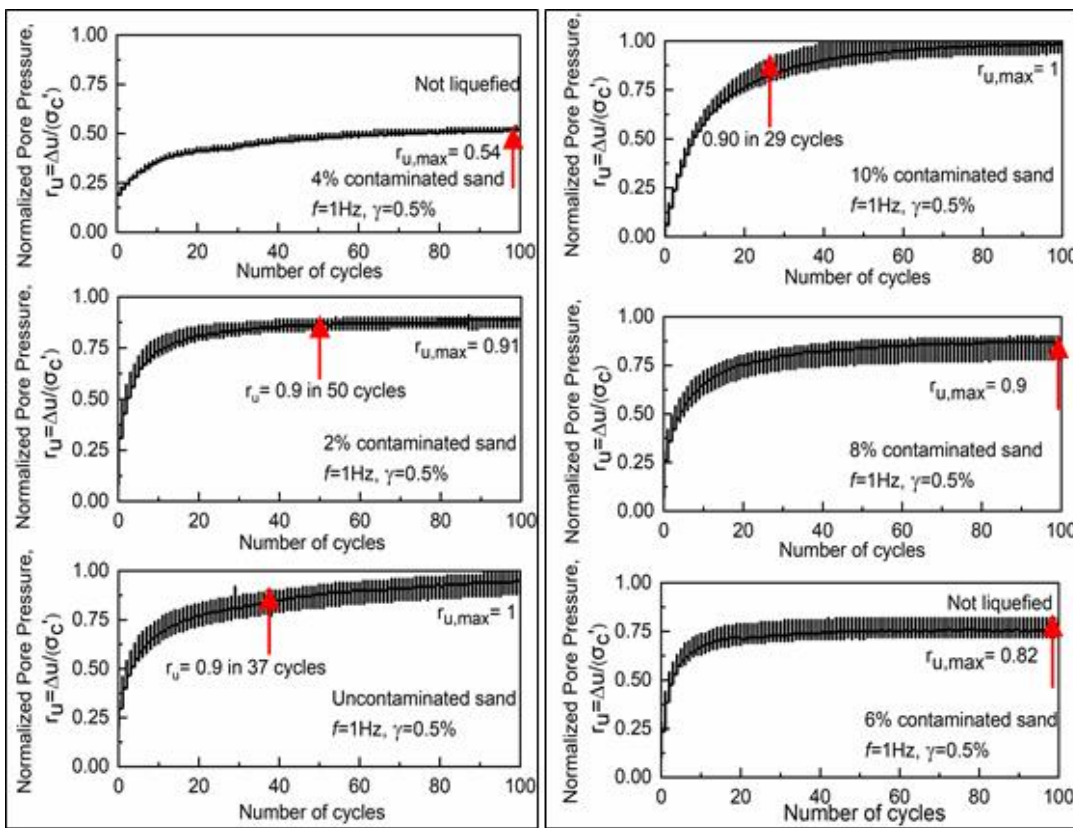 Normalized Pore Pressure,
rᵤ=Δu/(σc')
1.00
0.75
0.50
0.25
0.00
Not liquefied
rᵤ,max= 0.54
4% contaminated sand
f=1Hz, γ=0.5%
0 20 40 60 80 100
Number of cycles
Normalized Pore Pressure,
rᵤ=Δu/(σc')
1.00
0.75
0.50
0.25
0.00
rᵤ,max= 0.91
rᵤ= 0.9 in 50 cycles
2% contaminated sand
f=1Hz, γ=0.5%
0 20 40 60 80 100
Number of cycles
Normalized Pore Pressure,
rᵤ=Δu/(σc')
1.00
0.75
0.50
0.25
0.00
rᵤ,max= 1
rᵤ= 0.9 in 37 cycles
Uncontaminated sand
f=1Hz, γ=0.5%
0 20 40 60 80 100
Number of cycles
Normalized Pore Pressure,
rᵤ=Δu/(σc')
1.00
0.75
0.50
0.25
0.00
rᵤ,max= 1
0.90 in 29 cycles
10% contaminated sand
f=1Hz, γ=0.5%
0 20 40 60 80 100
Number of cycles
Normalized Pore Pressure,
rᵤ=Δu/(σc')
1.00
0.75
0.50
0.25
0.00
rᵤ,max= 0.9
8% contaminated sand
f=1Hz, γ=0.5%
0 20 40 60 80 100
Number of cycles
Normalized Pore Pressure,
rᵤ=Δu/(σc')
1.00
0.75
0.50
0.25
0.00
Not liquefied
rᵤ,max= 0.82
6% contaminated sand
f=1Hz, γ=0.5%
0 20 40 60 80 100
Number of cycles